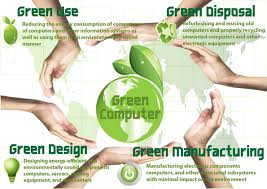 Green Use
Reducing the energy consumption of computers
of computers and other information systems as
well as using them in an environmentally sound
manner
Green Disposal
Refurbishing and reusing old
computers and properly recycling
unwanted computers and other
electronic equipment
Green
Computer
Green Design
Designing energy-efficient and
environmentally sound components
computers, servers, cooling
equipment
Green Manufacturing
Manufacturing electronic components
computers, and other associated subsystems
with minimal impact on the environment